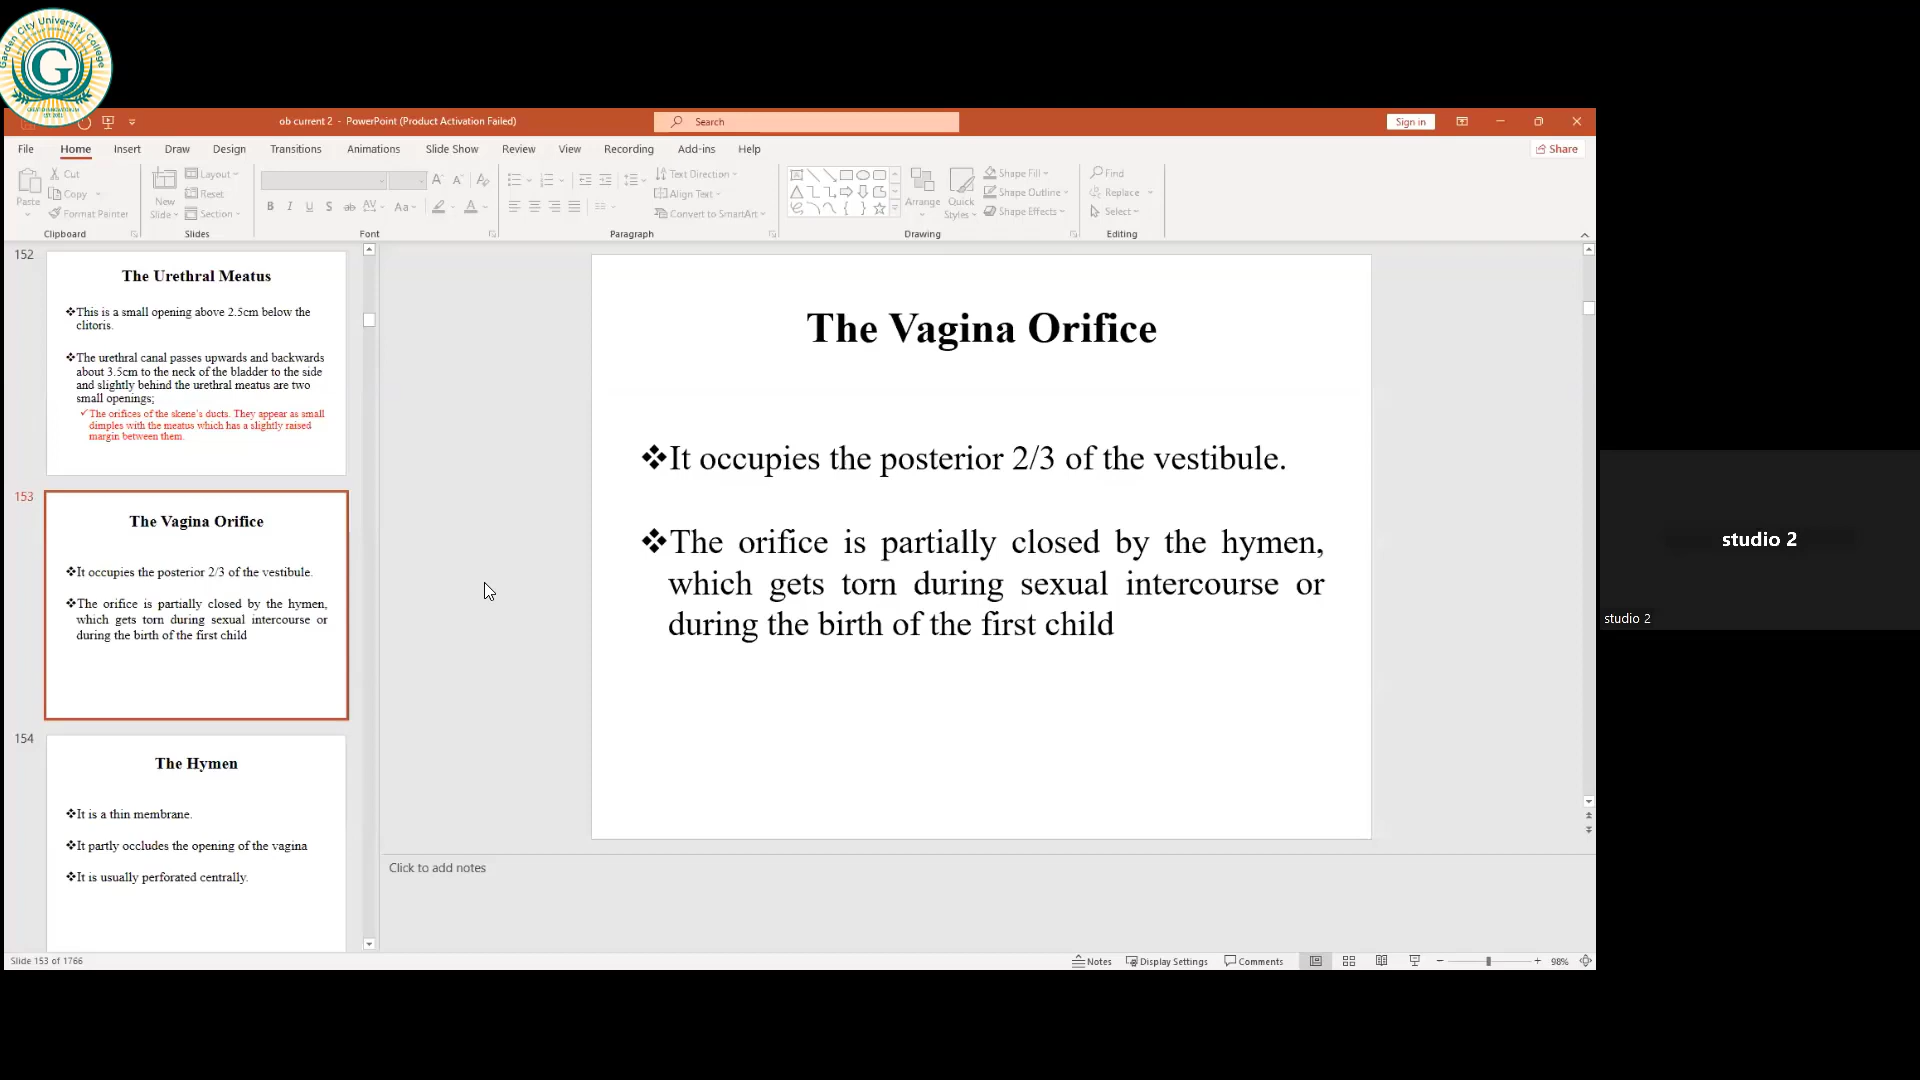 Garden City University College
G
ob current 2 - PowerPoint (Product Activation Failed)
Search
Sign in
File Home Insert Draw Design Transitions Animations Slide Show Review View Recording Add-ins Help
Share
Paste
Cut
Copy
Format Painter
Clipboard
New Slide
Layout
Reset
Section
Slides
Font
Text Direction
Align Text
Convert to SmartArt
Paragraph
Arrange
Quick Styles
Shape Fill
Shape Outline
Shape Effects
Drawing
Find
Replace
Select
Editing
152
The Urethral Meatus
❖This is a small opening above 2.5cm below the
clitoris.
❖The urethral canal passes upwards and backwards
about 3.5cm to the neck of the bladder to the side
and slightly behind the urethral meatus are two
small openings;
✓The orifices of the skene's ducts. They appear as small
dimples with the meatus which has a slightly raised
margin between them.
153
The Vagina Orifice
❖It occupies the posterior 2/3 of the vestibule.
❖The orifice is partially closed by the hymen,
which gets torn during sexual intercourse or
during the birth of the first child
154
The Hymen
❖It is a thin membrane.
❖It partly occludes the opening of the vagina
❖It is usually perforated centrally.
The Vagina Orifice
❖It occupies the posterior 2/3 of the vestibule.
❖The orifice is partially closed by the hymen,
which gets torn during sexual intercourse or
during the birth of the first child
Click to add notes
studio 2
studio 2
Slide 153 of 1766
Notes Display Settings Comments 98%